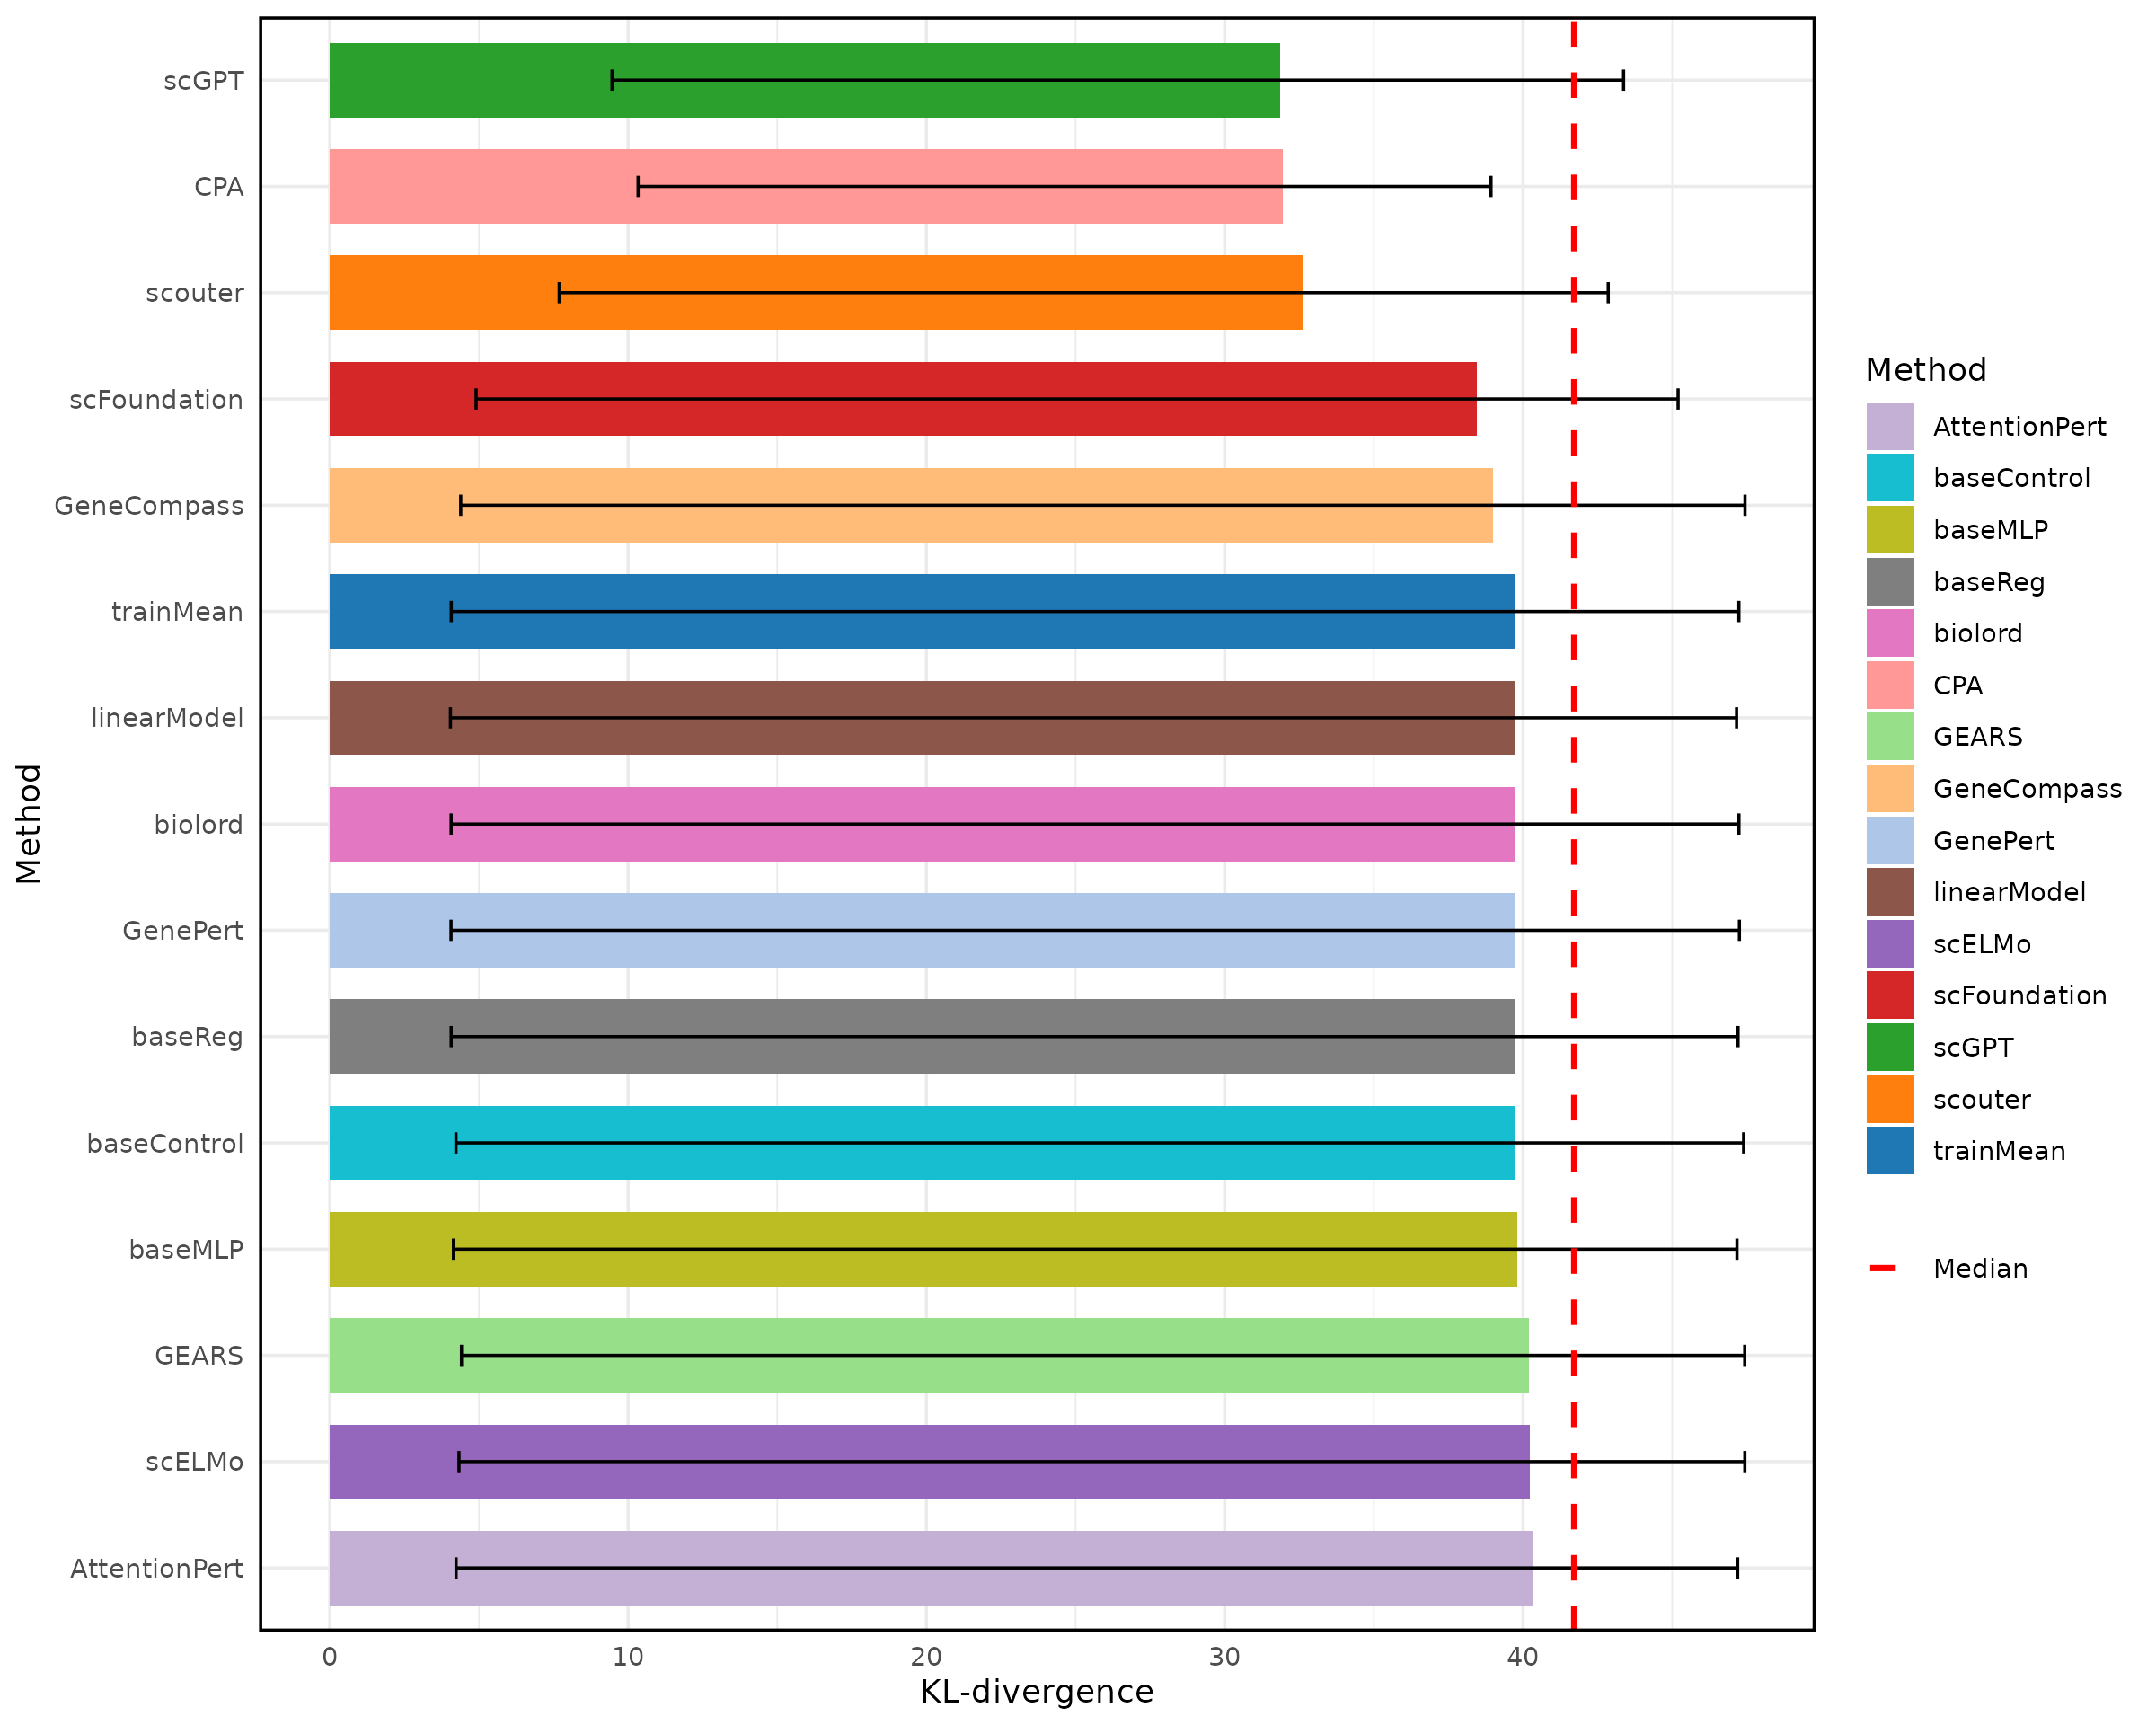 scGPT
CPA
scouter
scFoundation
GeneCompass
trainMean
linearModel
biolord
GenePert
baseReg
baseControl
baseMLP
GEARS
scELMo
AttentionPert
Method
0 10 20 30 40
KL-divergence
Method
AttentionPert
baseControl
baseMLP
baseReg
biolord
CPA
GEARS
GeneCompass
GenePert
linearModel
scELMo
scFoundation
scGPT
scouter
trainMean
Median